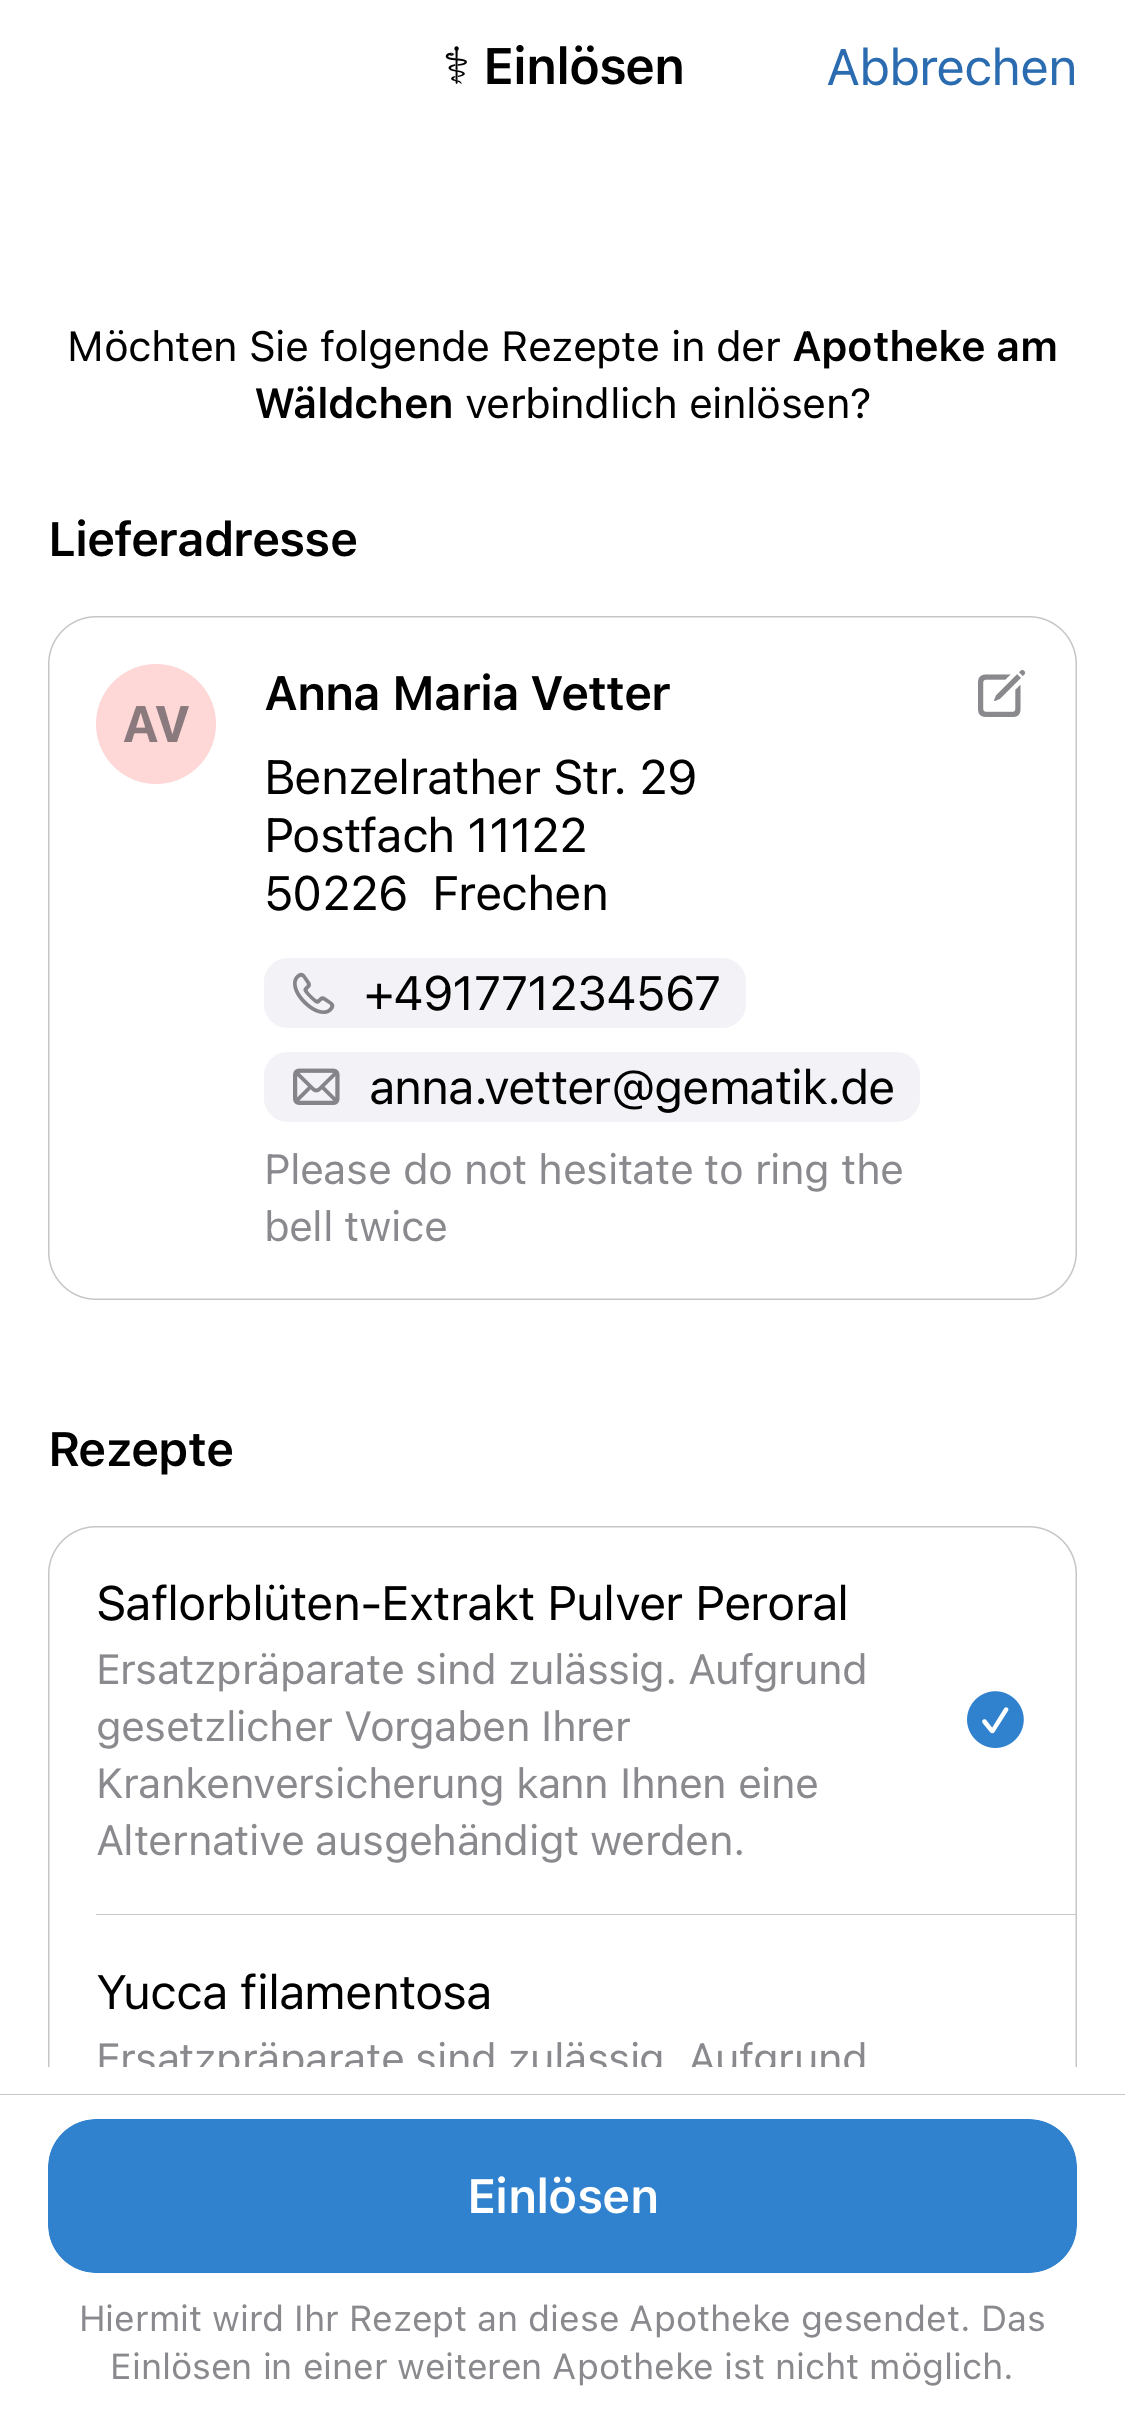 ⚕ Einlösen
Abbrechen
Möchten Sie folgende Rezepte in der Apotheke am
Wäldchen verbindlich einlösen?
Lieferadresse
AV
Anna Maria Vetter
Benzelrather Str. 29
Postfach 11122
50226  Frechen
+491771234567
anna.vetter@gematik.de
Please do not hesitate to ring the
bell twice
Rezepte
Saflorblüten-Extrakt Pulver Peroral
Ersatzpräparate sind zulässig. Aufgrund
gesetzlicher Vorgaben Ihrer
Krankenversicherung kann Ihnen eine
Alternative ausgehändigt werden.
Yucca filamentosa
Ersatzpräparate sind zulässig. Aufgrund
Einlösen
Hiermit wird Ihr Rezept an diese Apotheke gesendet. Das
Einlösen in einer weiteren Apotheke ist nicht möglich.